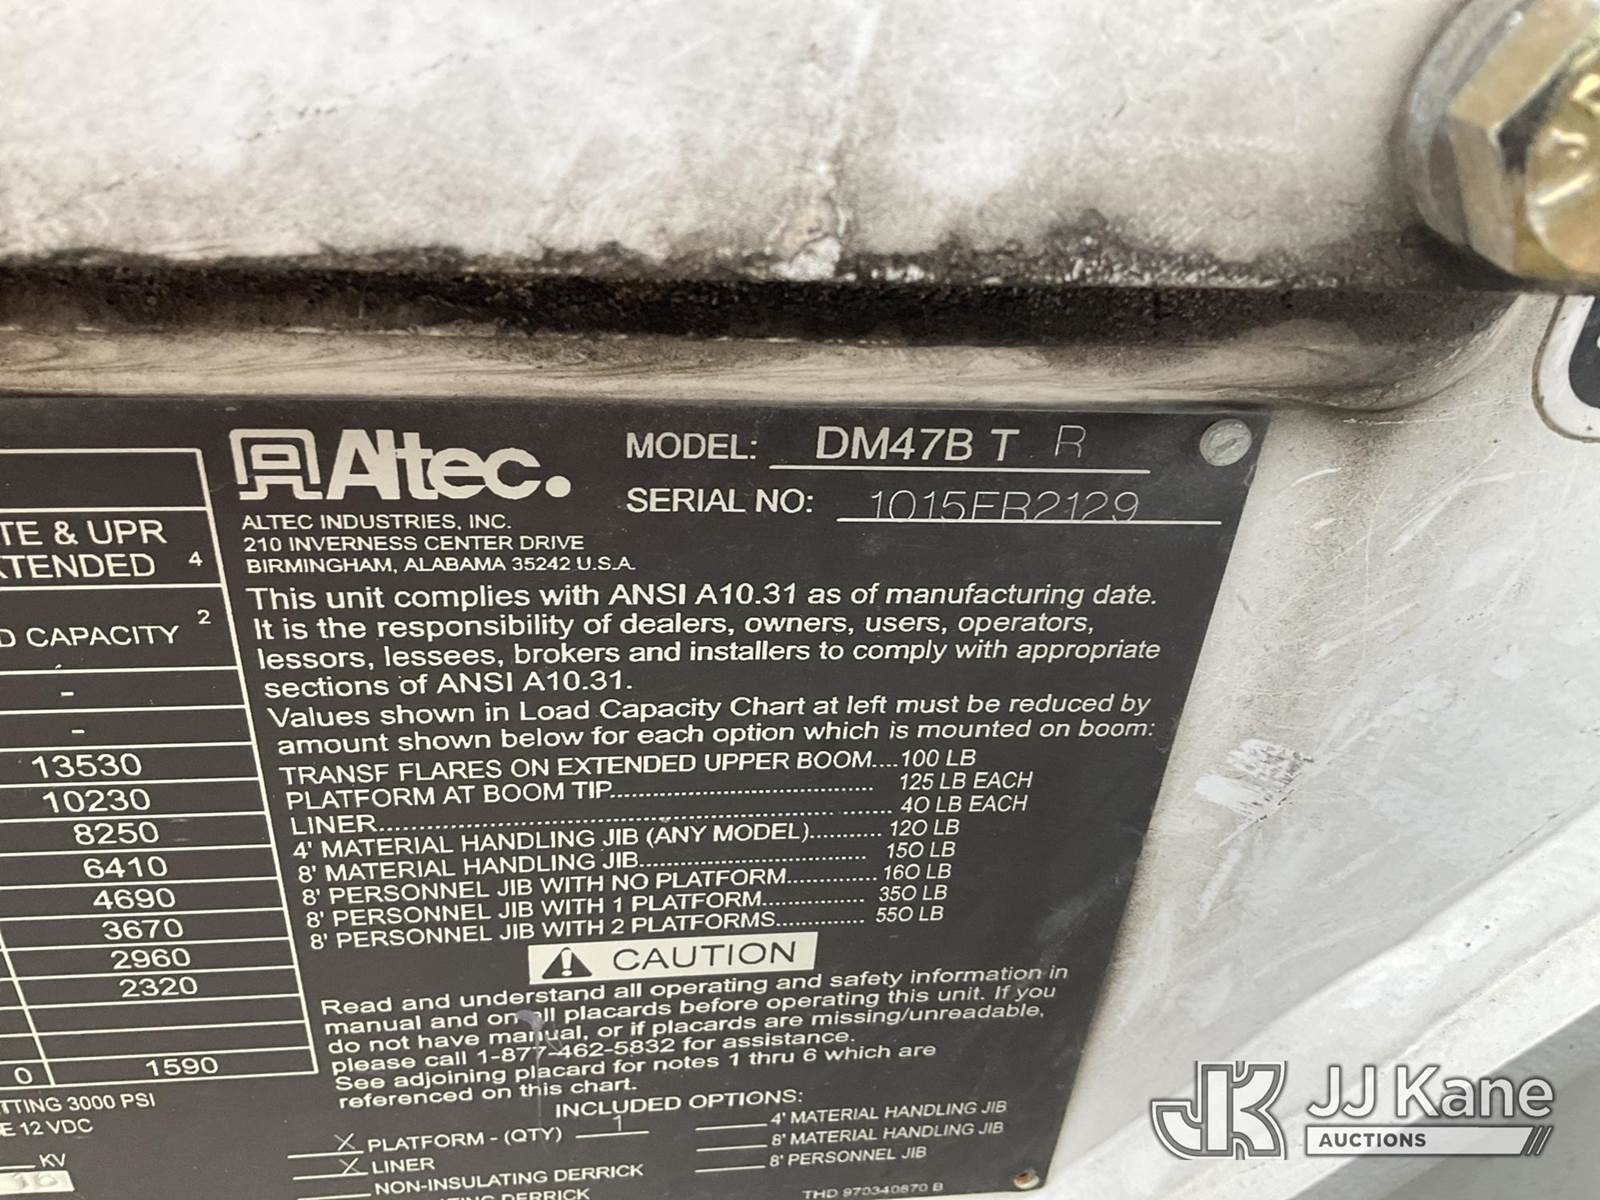 Altec.
MODEL: DM47B T R
SERIAL NO: 1015FR2129
ALTEC INDUSTRIES, INC.
210 INVERNESS CENTER DRIVE
BIRMINGHAM, ALABAMA 35242 U.S.A.
This unit complies with ANSI A10.31 as of manufacturing date.
It is the responsibility of dealers, owners, users, operators,
lessors, lessees, brokers and installers to comply with appropriate
sections of ANSI A10.31.
Values shown in Load Capacity Chart at left must be reduced by
amount shown below for each option which is mounted on boom:
TRANSF FLARES ON EXTENDED UPPER BOOM....100 LB
PLATFORM AT BOOM TIP.................................... 125 LB EACH
LINER.................................................................. 40 LB EACH
4' MATERIAL HANDLING JIB (ANY MODEL).......... 120 LB
8' MATERIAL HANDLING JIB................................ 150 LB
8' PERSONNEL JIB WITH NO PLATFORM............. 160 LB
8' PERSONNEL JIB WITH 1 PLATFORM............... 350 LB
8' PERSONNEL JIB WITH 2 PLATFORMS............. 550 LB
CAUTION
Read and understand all operating and safety information in
manual and on all placards before operating this unit. If you
do not have manual, or if placards are missing/unreadable,
please call 1-877-462-5832 for assistance.
See adjoining placard for notes 1 thru 6 which are
referenced on this chart.
INCLUDED OPTIONS:
X PLATFORM - (QTY) 1
X LINER
NON-INSULATING DERRICK
DERRICK
4' MATERIAL HANDLING JIB
8' MATERIAL HANDLING JIB
8' PERSONNEL JIB
THD 970340870 B
TE & UPR
TENDED 4
D CAPACITY 2
-
-
13530
10230
8250
6410
4690
3670
2960
2320
0 1590
TTING 3000 PSI
E 12 VDC
KV
JK JJ Kane
AUCTIONS